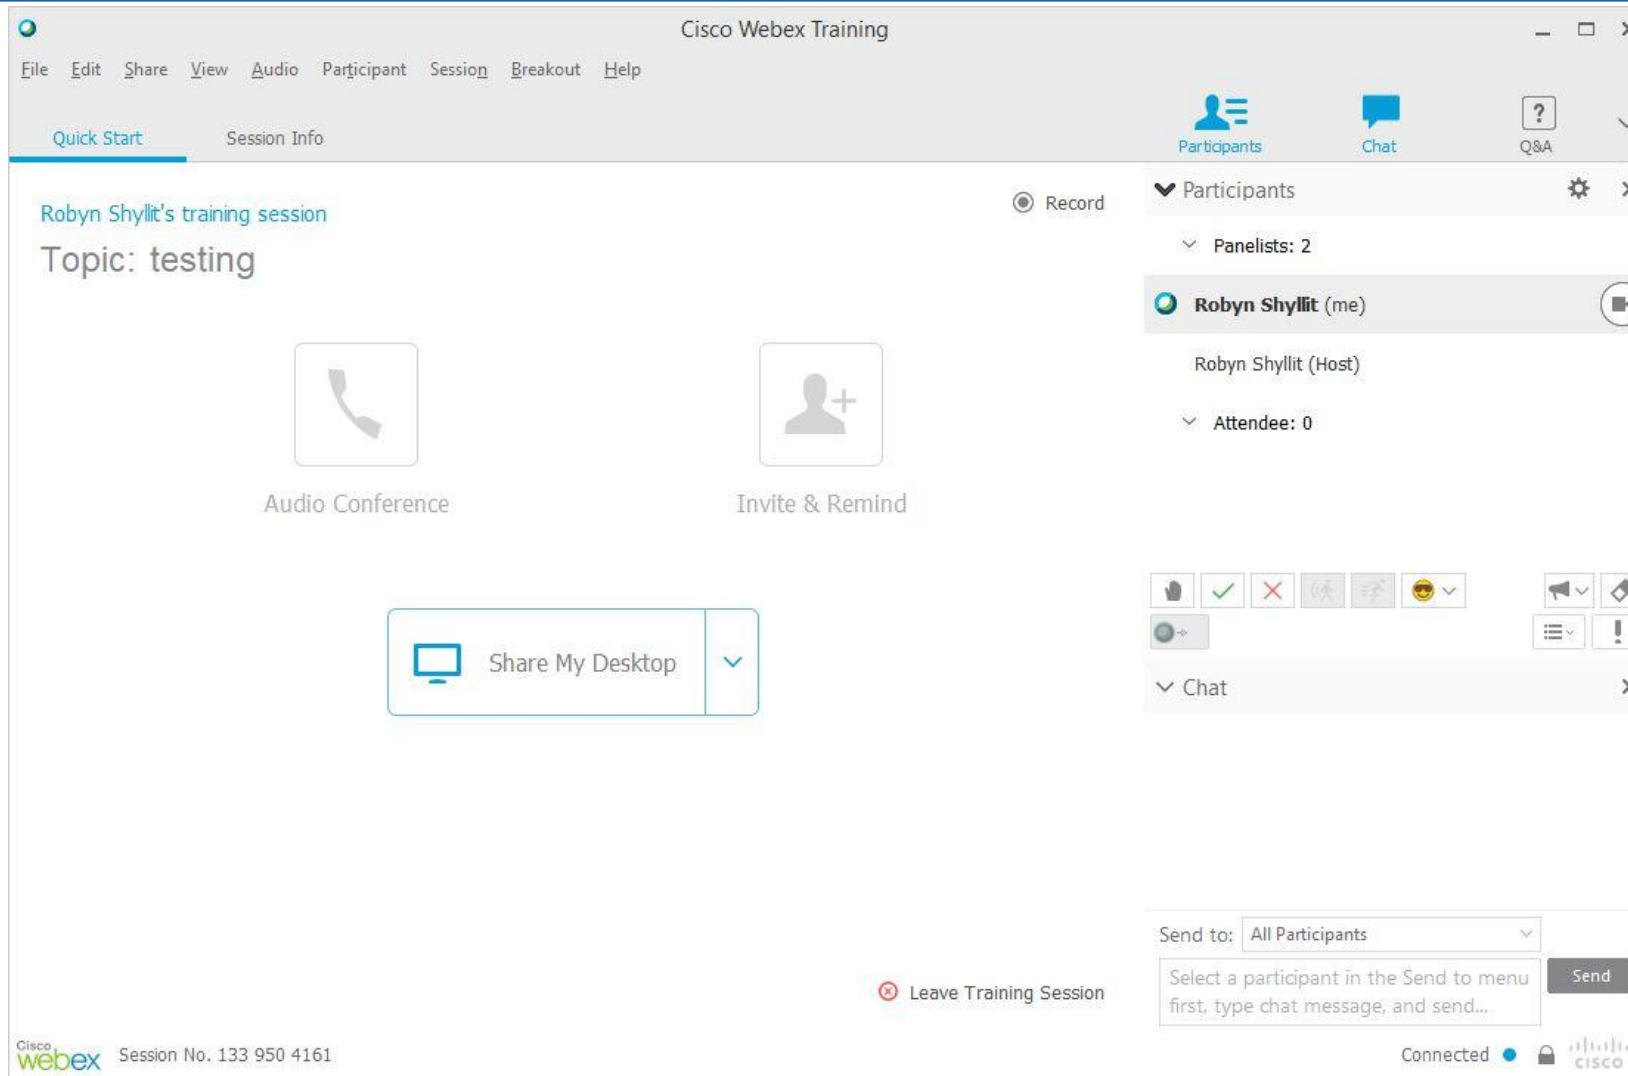 Cisco Webex Training
File Edit Share View Audio Participant Session Breakout Help
Quick Start Session Info
Participants Chat Q&A
Robyn Shyllit's training session
Topic: testing
Record
Audio Conference
Invite & Remind
Share My Desktop
Leave Training Session
Participants
Panelists: 2
Robyn Shyllit (me)
Robyn Shyllit (Host)
Attendee: 0
Chat
Send to: All Participants
Select a participant in the Send to menu
first, type chat message, and send...
Send
Cisco
webex
Session No. 133 950 4161
Connected
CISCO